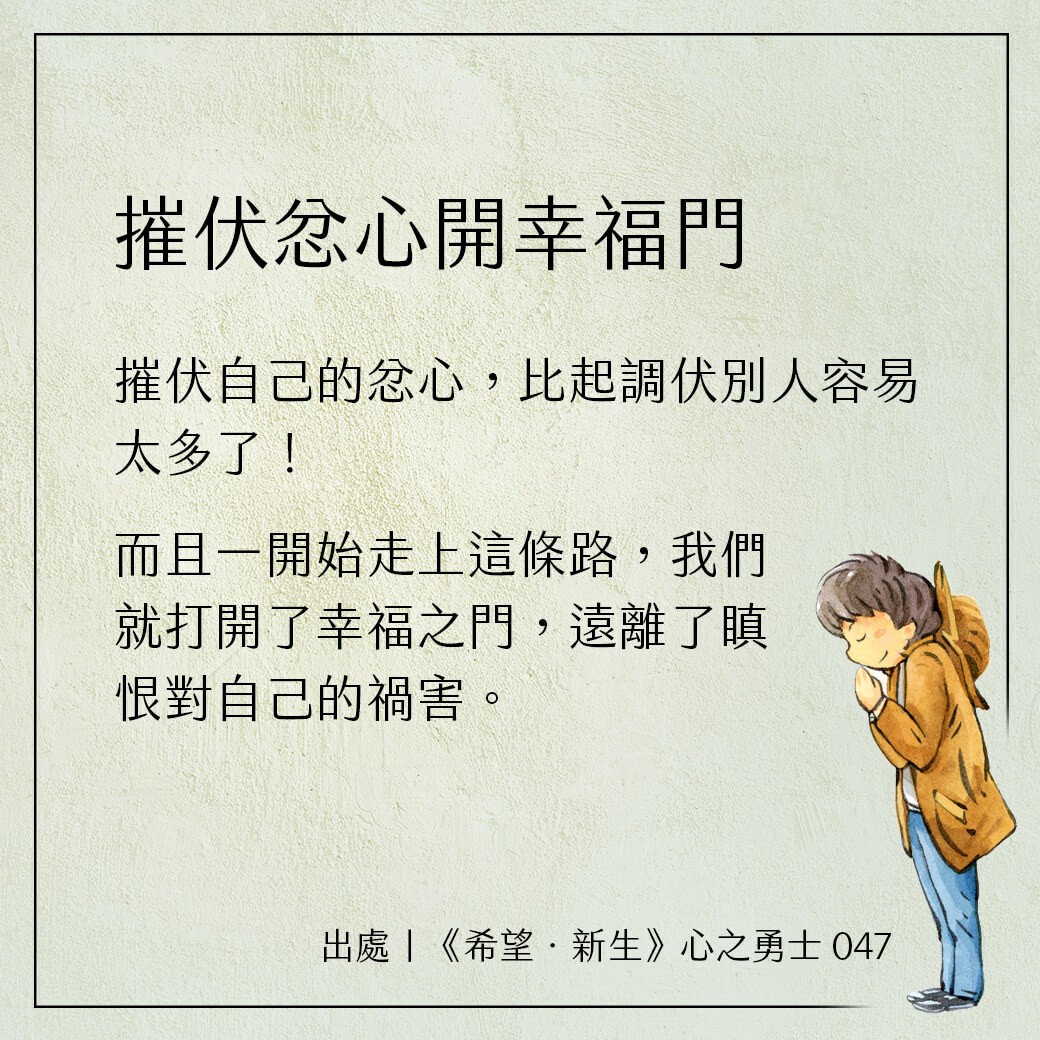 摧伏忿心開幸福門
摧伏自己的忿心，比起調伏別人容易
太多了！
而且一開始走上這條路，我們
就打開了幸福之門，遠離了瞋
恨對自己的禍害。
出處｜《希望．新生》心之勇士 047